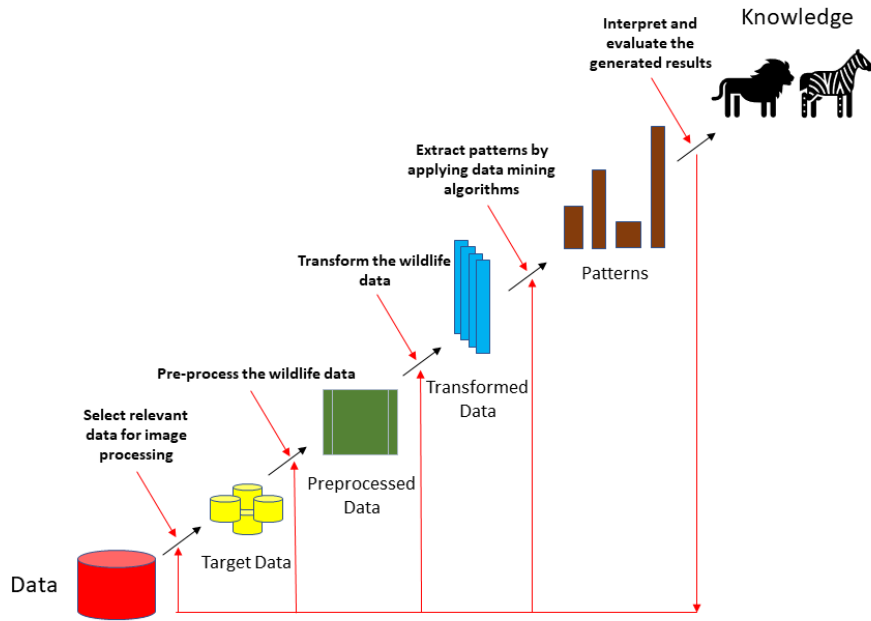 Knowledge
Interpret and
evaluate the
generated results
Extract patterns by
applying data mining
algorithms
Patterns
Transform the wildlife
data
Transformed
Data
Pre-process the wildlife data
Preprocessed
Data
Select relevant
data for image
processing
Target Data
Data